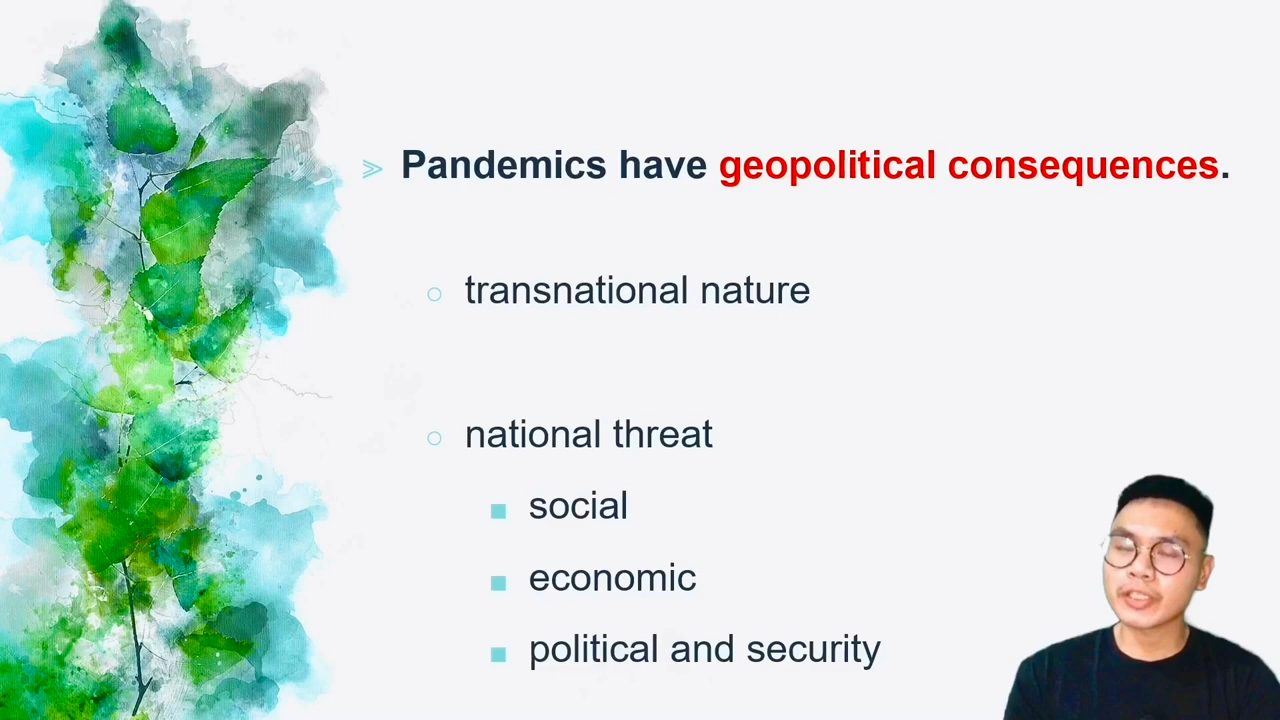 Pandemics have geopolitical consequences.
transnational nature
national threat
social
economic
political and security